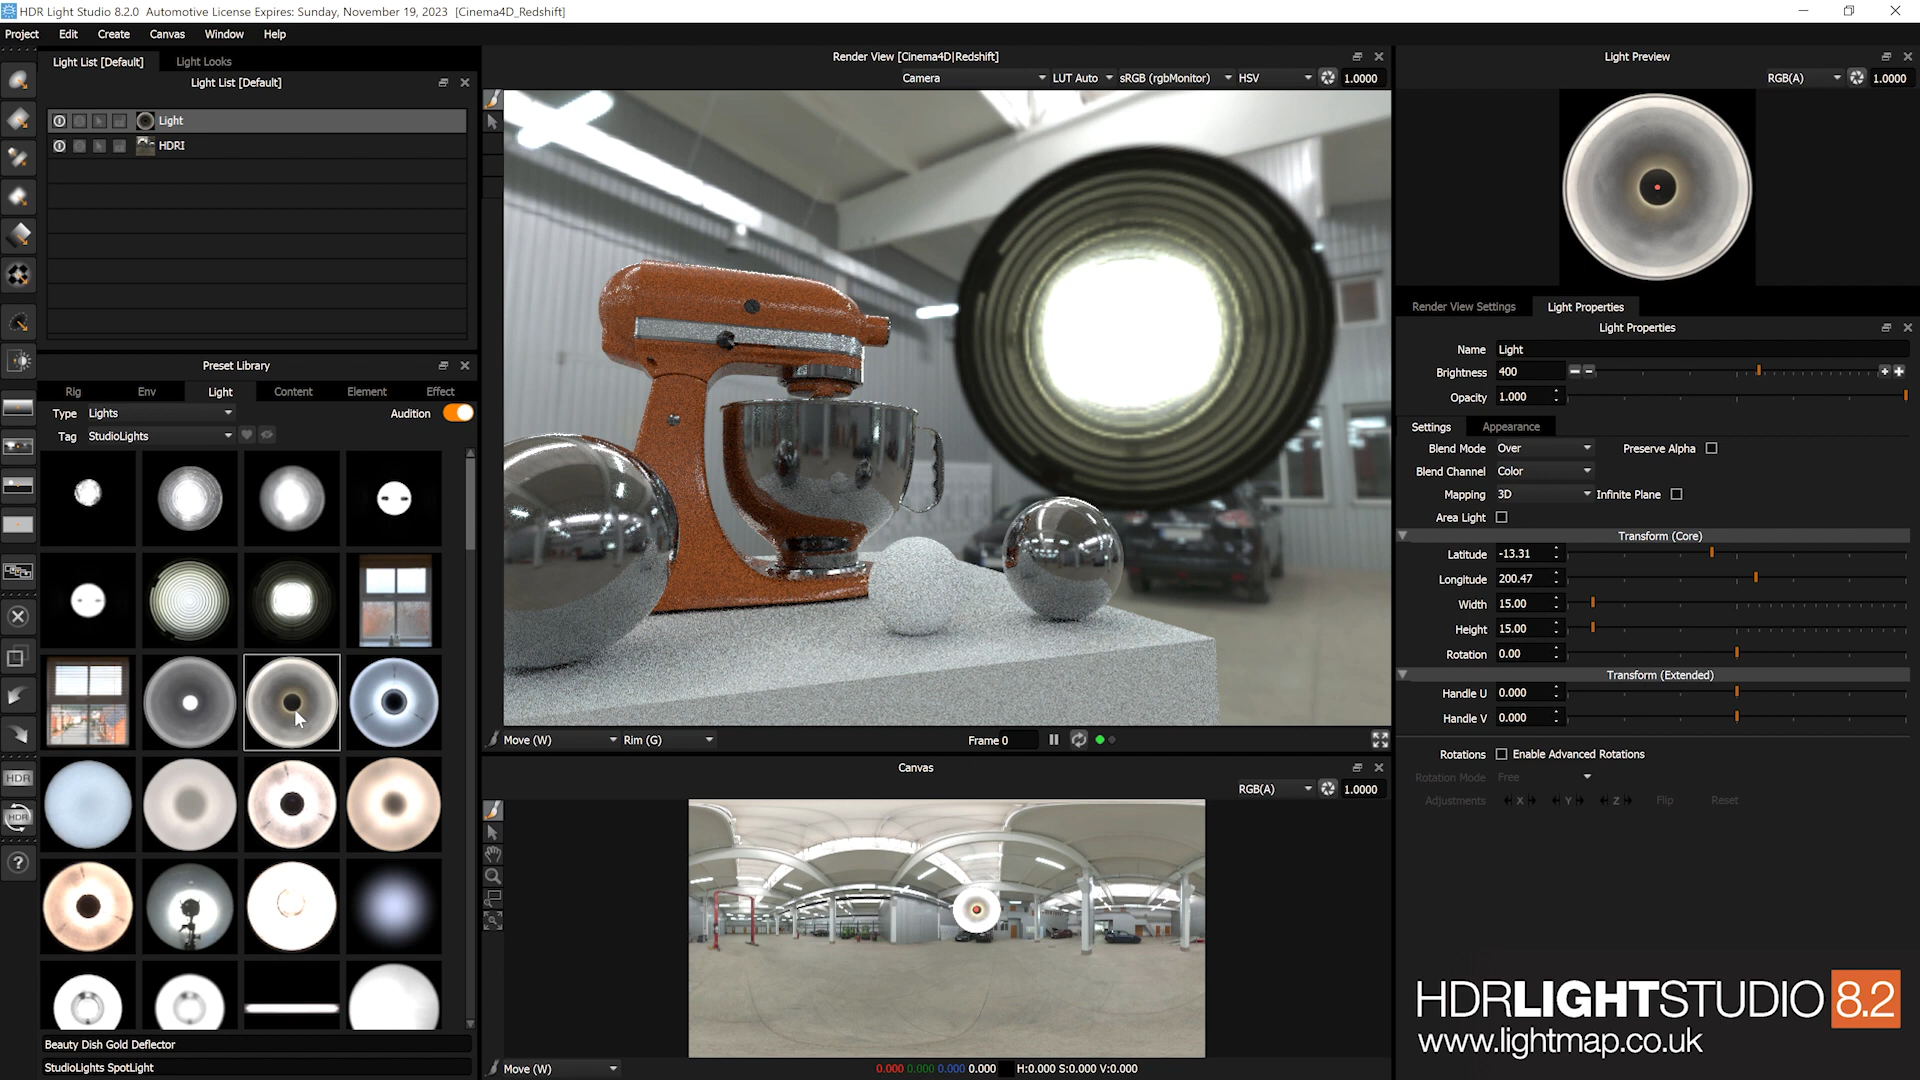 HDR Light Studio 8.2.0 Automotive License Expires: Sunday, November 19, 2023 [Cinema4D_Redshift]
Project Edit Create Canvas Window Help
Light List [Default] Light Looks
Light List [Default]
Light
HDRI
Preset Library
Rig Env Light Content Element Effect
Type Lights Audition
Tag StudioLights
Beauty Dish Gold Deflector
StudioLights SpotLight
HDR
HDR
?
Render View [Cinema4D|Redshift]
Camera LUT Auto sRGB (rgbMonitor) HSV 1.0000
Move (W) Rim (G) Frame 0
Canvas
RGB(A) 1.0000
Move (W) 0.000 0.000 0.000 0.000 H:0.000 S:0.000 V:0.000
Light Preview
RGB(A) 1.0000
Render View Settings Light Properties
Light Properties
Name Light
Brightness 400
Opacity 1.000
Settings Appearance
Blend Mode Over Preserve Alpha
Blend Channel Color
Mapping 3D Infinite Plane
Area Light
Transform (Core)
Latitude -13.31
Longitude 200.47
Width 15.00
Height 15.00
Rotation 0.00
Transform (Extended)
Handle U 0.000
Handle V 0.000
Rotations Enable Advanced Rotations
Rotation Mode Free
Adjustments X Y Z Flip Reset
HDRLIGHTSTUDIO 8.2
www.lightmap.co.uk